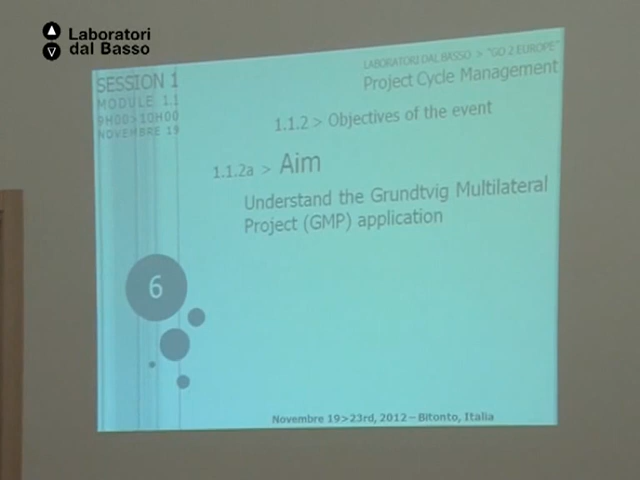 Laboratori
dal Basso
SESSION 1
MODULE 1.1
9H00>10H00
NOVEMBRE 19
LABORATORI DAL BASSO > "GO 2 EUROPE"
Project Cycle Management
1.1.2 > Objectives of the event
1.1.2a > Aim
Understand the Grundtvig Multilateral
Project (GMP) application
6
Novembre 19>23rd, 2012 – Bitonto, Italia